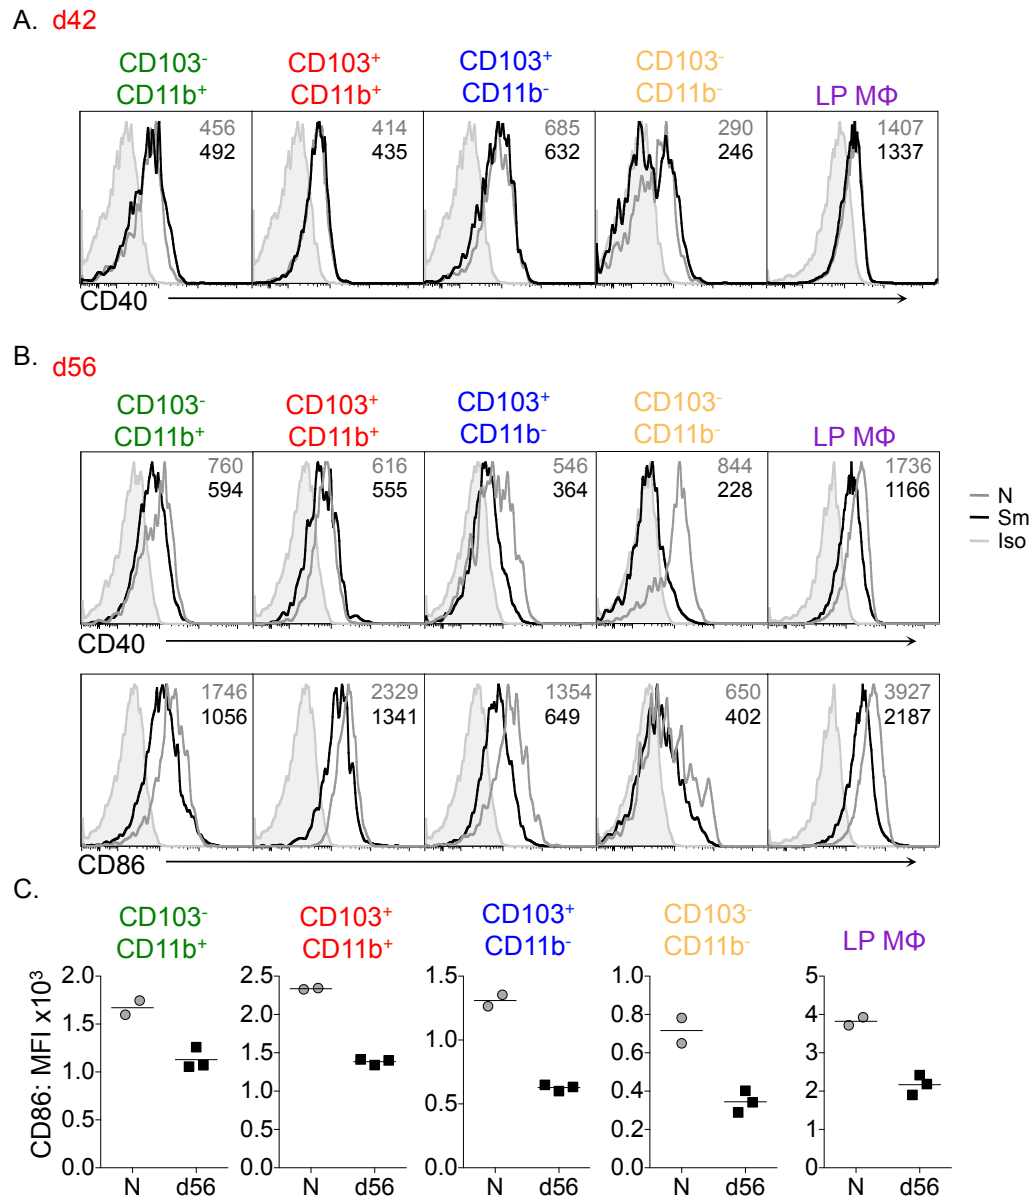 A. d42
CD103- CD103+ CD103+ CD103-
CD11b+ CD11b+ CD11b- CD11b- LP MΦ
456 414 685 290 1407
492 435 632 246 1337
CD40
B. d56
CD103- CD103+ CD103+ CD103-
CD11b+ CD11b+ CD11b- CD11b- LP MΦ
760 616 546 844 1736
594 555 364 228 1166
N
Sm
Iso
CD40
1746 2329 1354 650 3927
1056 1341 649 402 2187
CD86
C.
CD103- CD103+ CD103+ CD103-
CD11b+ CD11b+ CD11b- CD11b- LP MΦ
CD86: MFI x10³
2.0 2.5 1.5 1.0 5
2.0 0.8 4
1.5 1.0 3
1.5 0.6
1.0 1.0 0.4 2
0.5 0.5
0.5 0.2 1
0.0 0.0 0.0 0.0 0
N d56 N d56 N d56 N d56 N d56